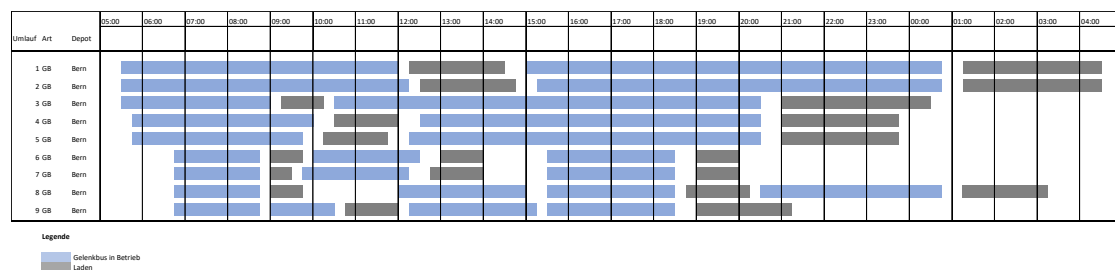 05:00 06:00 07:00 08:00 09:00 10:00 11:00 12:00 13:00 14:00 15:00 16:00 17:00 18:00 19:00 20:00 21:00 22:00 23:00 00:00 01:00 02:00 03:00 04:00
Umlauf Art Depot
1 GB Bern
2 GB Bern
3 GB Bern
4 GB Bern
5 GB Bern
6 GB Bern
7 GB Bern
8 GB Bern
9 GB Bern
Legende
Gelenkbus in Betrieb
Laden